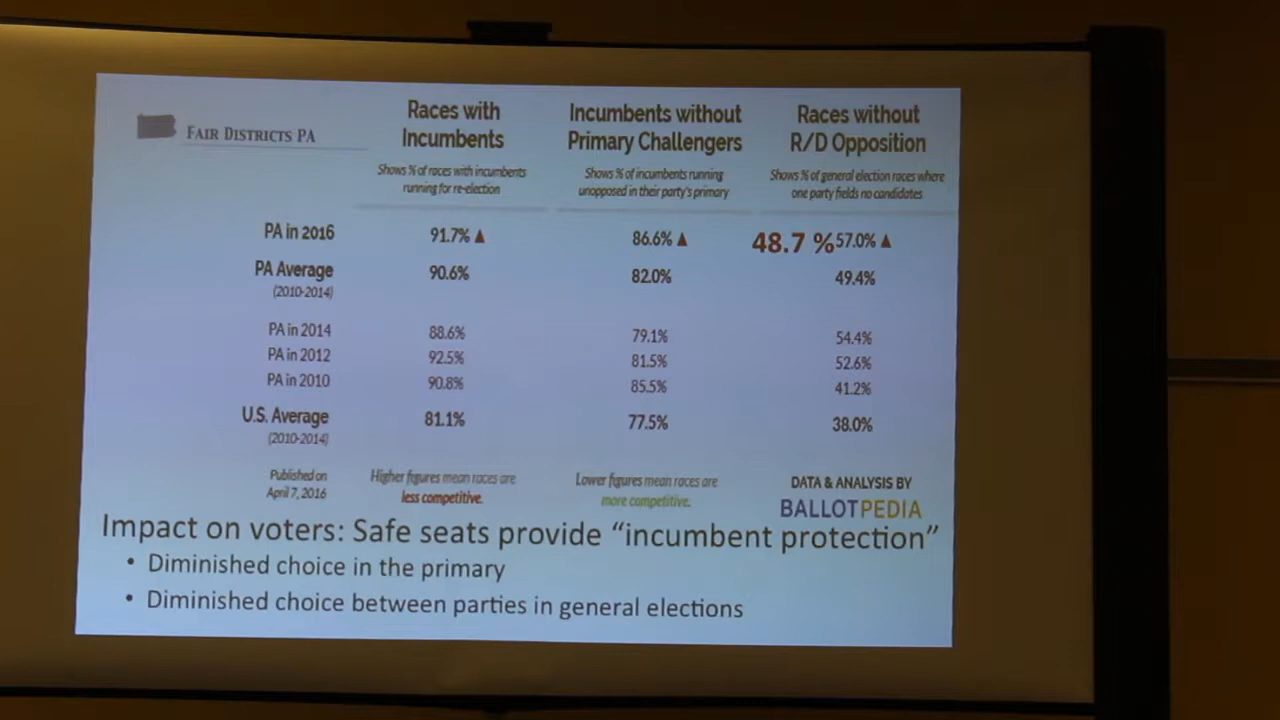 FAIR DISTRICTS PA
Races with Incumbents
Incumbents without Primary Challengers
Races without R/D Opposition
Shows % of races with incumbents running for re-election
Shows % of incumbents running unopposed in their party's primary
Shows % of general election races where one party fields no candidates
PA in 2016 91.7% ▲ 86.6% ▲ 48.7 % 57.0% ▲
PA Average 90.6% 82.0% 49.4%
(2010-2014)
PA in 2014 88.6% 79.1% 54.4%
PA in 2012 92.5% 81.5% 52.6%
PA in 2010 90.8% 85.5% 41.2%
U.S. Average 81.1% 77.5% 38.0%
(2010-2014)
Published on
April 7, 2016
Higher figures mean races are
less competitive.
Lower figures mean races are
more competitive.
DATA & ANALYSIS BY
BALLOTPEDIA
Impact on voters: Safe seats provide “incumbent protection”
• Diminished choice in the primary
• Diminished choice between parties in general elections